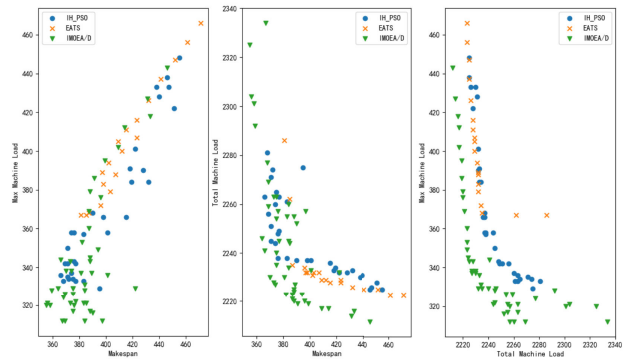 IH_PSO
EATS
IMOEA/D
460
440
420
400
380
360
340
320
Max Machine Load
360
380
400
420
440
460
Makespan
IH_PSO
EATS
IMOEA/D
2340
2320
2300
2280
2260
2240
2220
Total Machine Load
360
380
400
420
440
460
Makespan
IH_PSO
EATS
IMOEA/D
460
440
420
400
380
360
340
320
Max Machine Load
2220
2240
2260
2280
2300
2320
2340
Total Machine Load